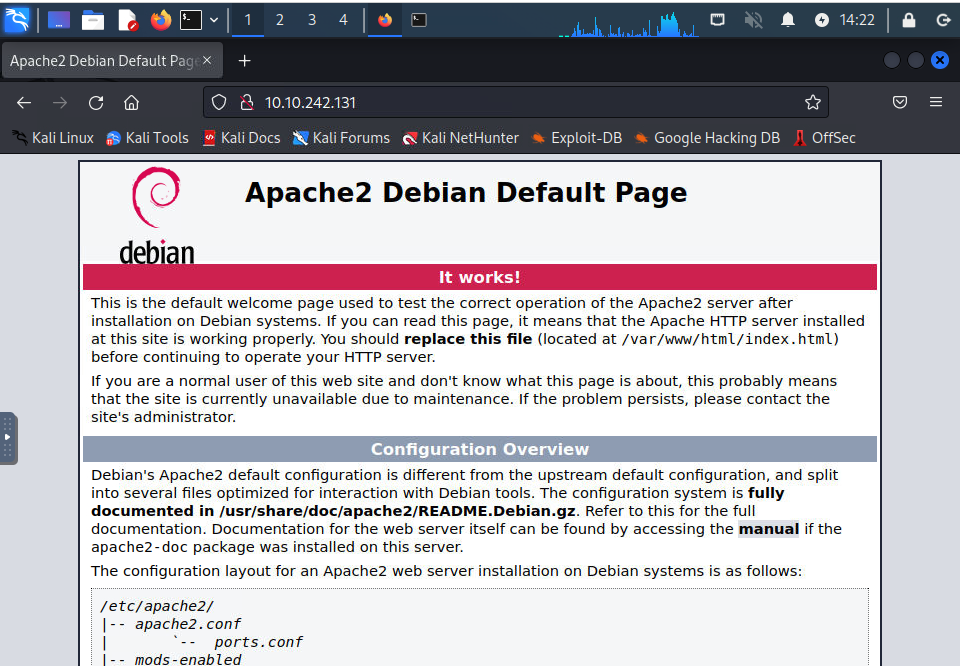 1 2 3 4 14:22
Apache2 Debian Default Page
10.10.242.131
Kali Linux Kali Tools Kali Docs Kali Forums Kali NetHunter Exploit-DB Google Hacking DB OffSec
debian
Apache2 Debian Default Page
It works!
This is the default welcome page used to test the correct operation of the Apache2 server after
installation on Debian systems. If you can read this page, it means that the Apache HTTP server installed
at this site is working properly. You should replace this file (located at /var/www/html/index.html)
before continuing to operate your HTTP server.
If you are a normal user of this web site and don't know what this page is about, this probably means
that the site is currently unavailable due to maintenance. If the problem persists, please contact the
site's administrator.
Configuration Overview
Debian's Apache2 default configuration is different from the upstream default configuration, and split
into several files optimized for interaction with Debian tools. The configuration system is fully
documented in /usr/share/doc/apache2/README.Debian.gz. Refer to this for the full
documentation. Documentation for the web server itself can be found by accessing the manual if the
apache2-doc package was installed on this server.
The configuration layout for an Apache2 web server installation on Debian systems is as follows:
/etc/apache2/
|-- apache2.conf
|       `--  ports.conf
|-- mods-enabled